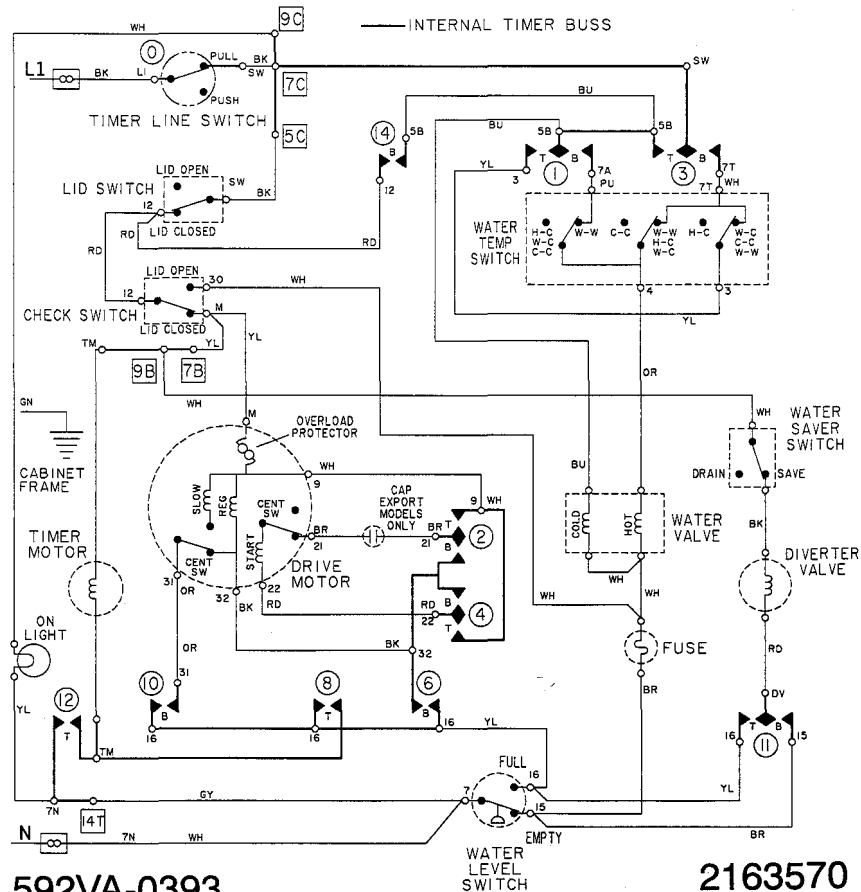 9C
WH
INTERNAL TIMER BUSS
0
PULL
BK
SW
SW
L1
BK
L1
7C
PUSH
TIMER LINE SWITCH
BU
BU
5B
5B
5B
14
B
5C
T
B
T
B
YL
3
1
7A
PU
3
7T
7T
WH
12
LID OPEN
LID SWITCH
SW
BK
12
LID CLOSED
RD
RD
RD
WATER
TEMP
SWITCH
H-C
W-C
C-C
W-W
C-C
W-W
H-C
W-C
H-C
W-C
C-C
W-W
LID OPEN
30
WH
12
M
CHECK SWITCH
LID CLOSED
YL
YL
4
3
YL
TM
9B
7B
WH
OR
GN
CABINET
FRAME
M
OVERLOAD
PROTECTOR
WH
WATER
SAVER
SWITCH
DRAIN
SAVE
WH
9
9
WH
SLOW
REG
CENT
SW
CAP
EXPORT
MODELS
ONLY
BU
T
BR
21
BR
21
2
B
START
CENT
SW
COLD
HOT
WATER
VALVE
BK
TIMER
MOTOR
DRIVE
MOTOR
DIVERTER
VALVE
31
OR
32
BK
22
RD
RD
22
B
4
T
WH
WH
WH
ON
LIGHT
BK
32
FUSE
RD
OR
31
BR
YL
12
T
10
B
8
T
6
B
DV
16
T
B
15
11
16
16
16
YL
TM
FULL
16
YL
7N
GY
7
15
14T
EMPTY
BR
N
7N
WH
WATER
LEVEL
SWITCH
592VA-0393
2163570